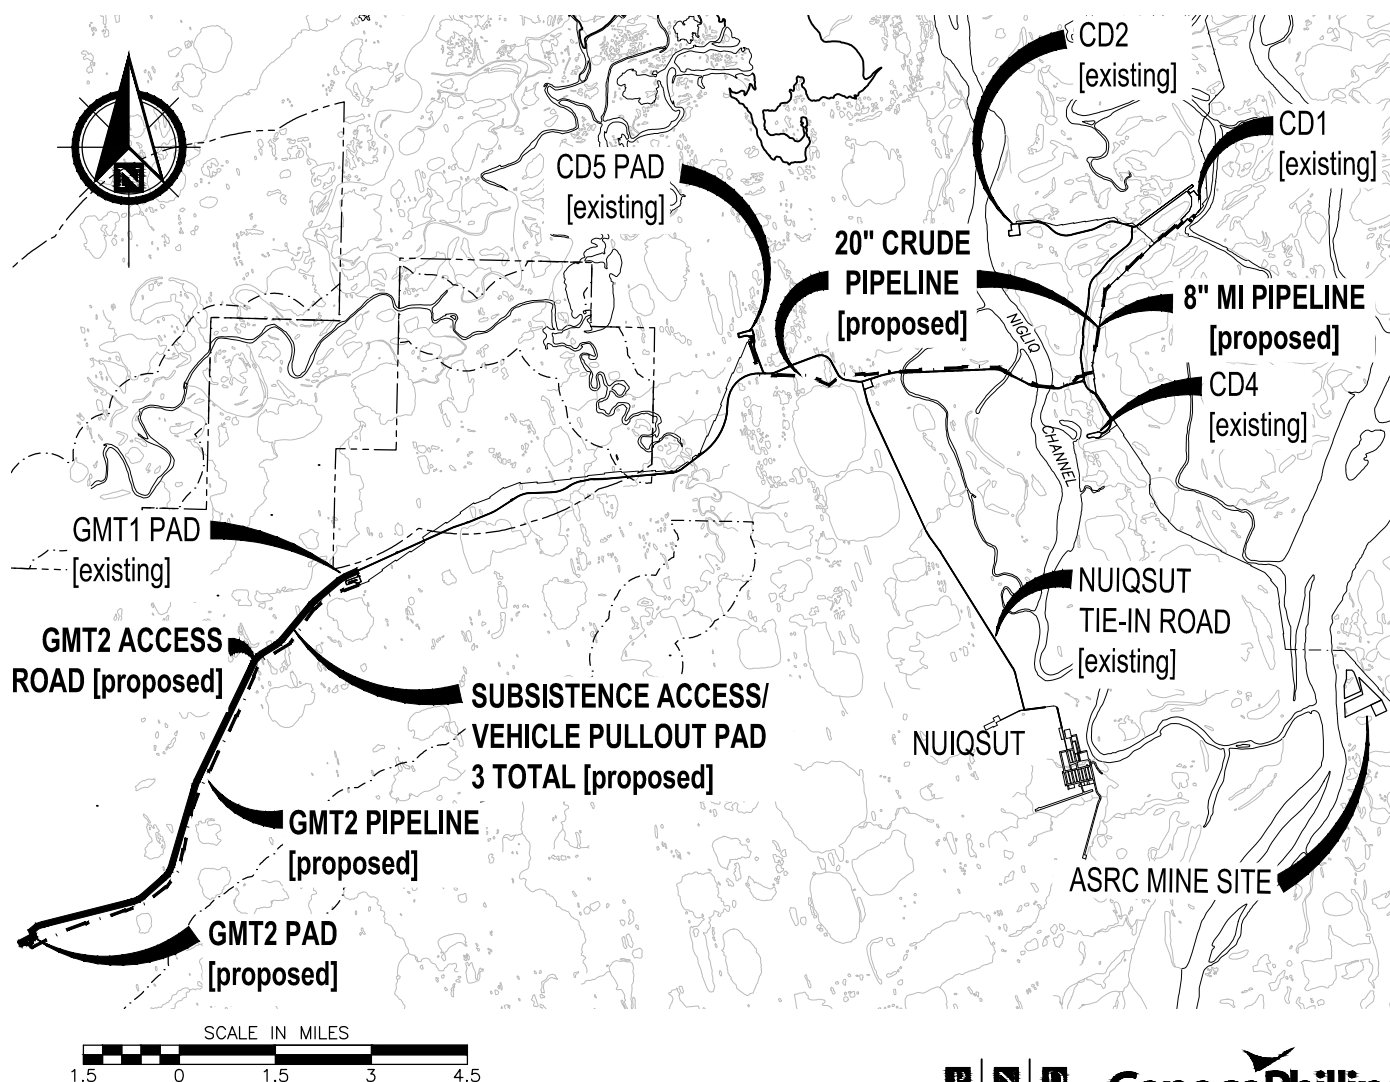 N
CD2
[existing]
CD1
[existing]
CD5 PAD
[existing]
20" CRUDE
PIPELINE
[proposed]
8" MI PIPELINE
[proposed]
NIGLIQ
CHANNEL
CD4
[existing]
GMT1 PAD
[existing]
GMT2 ACCESS
ROAD [proposed]
NUIQSUT
TIE-IN ROAD
[existing]
SUBSISTENCE ACCESS/
VEHICLE PULLOUT PAD
3 TOTAL [proposed]
NUIQSUT
GMT2 PIPELINE
[proposed]
ASRC MINE SITE
GMT2 PAD
[proposed]
SCALE IN MILES
1.5 0 1.5 3 4.5
P N D